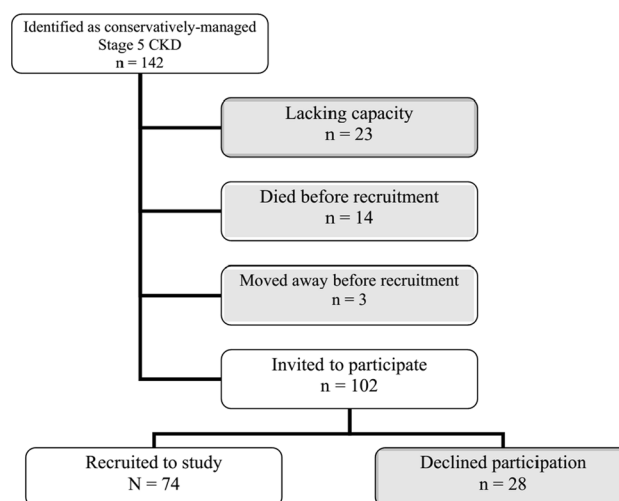 Identified as conservatively-managed
Stage 5 CKD
n = 142
Lacking capacity
n = 23
Died before recruitment
n = 14
Moved away before recruitment
n = 3
Invited to participate
n = 102
Recruited to study
N = 74
Declined participation
n = 28